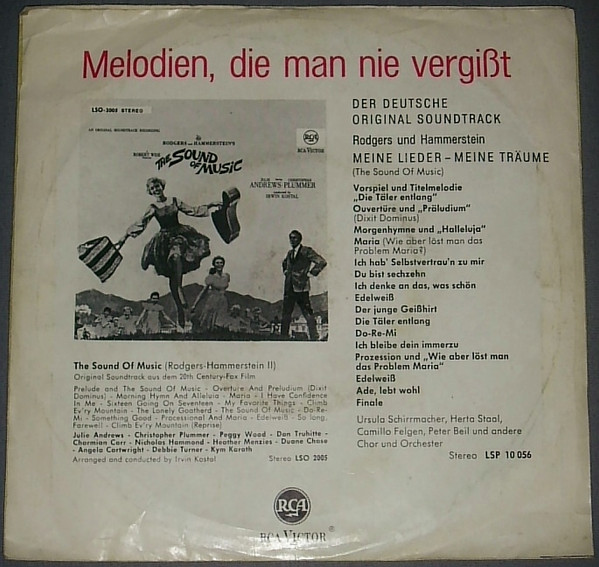 Melodien, die man nie vergißt
LSO-2005 STEREO
AN ORIGINAL SOUNDTRACK RECORDING
RODGERS AND HAMMERSTEIN'S
ROBERT WISE
THE SOUND
OF MUSIC
RCA VICTOR
JULIE CHRISTOPHER
ANDREWS · PLUMMER
IRWIN KOSTAL
The Sound Of Music (Rodgers-Hammerstein II)
Original Soundtrack aus dem 20th Century-Fox Film
Prelude and The Sound Of Music - Overture And Preludium (Dixit
Dominus) - Morning Hymn And Alleluia - Maria - I Have Confidence
In Me - Sixteen Going On Seventeen - My Favorite Things - Climb
Ev'ry Mountain - The Lonely Goatherd - The Sound Of Music - Do-Re-
Mi - Something Good - Processional And Maria - Edelweiß - So long,
Farewell - Climb Ev'ry Mountain (Reprise)
Julie Andrews - Christopher Plummer - Peggy Wood - Dan Truhitte -
Charmian Carr - Nicholas Hammond - Heather Menzies - Duane Chase
- Angela Cartwright - Debbie Turner - Kym Karath
Arranged and conducted by Irvin Kostal Stereo LSO 2005
DER DEUTSCHE
ORIGINAL SOUNDTRACK
Rodgers und Hammerstein
MEINE LIEDER – MEINE TRÄUME
(The Sound Of Music)
Vorspiel und Titelmelodie
„Die Täler entlang“
Ouvertüre und „Präludium“
(Dixit Dominus)
Morgenhymne und „Halleluja“
Maria (Wie aber löst man das
Problem Maria?)
Ich hab' Selbstvertrau'n zu mir
Du bist sechzehn
Ich denke an das, was schön
Edelweiß
Der junge Geißhirt
Die Täler entlang
Do-Re-Mi
Ich bleibe dein immerzu
Prozession und „Wie aber löst man
das Problem Maria“
Edelweiß
Ade, lebt wohl
Finale
Ursula Schirrmacher, Herta Staal,
Camillo Felgen, Peter Beil und andere
Chor und Orchester
Stereo LSP 10 056
RCA
RCA VICTOR ®